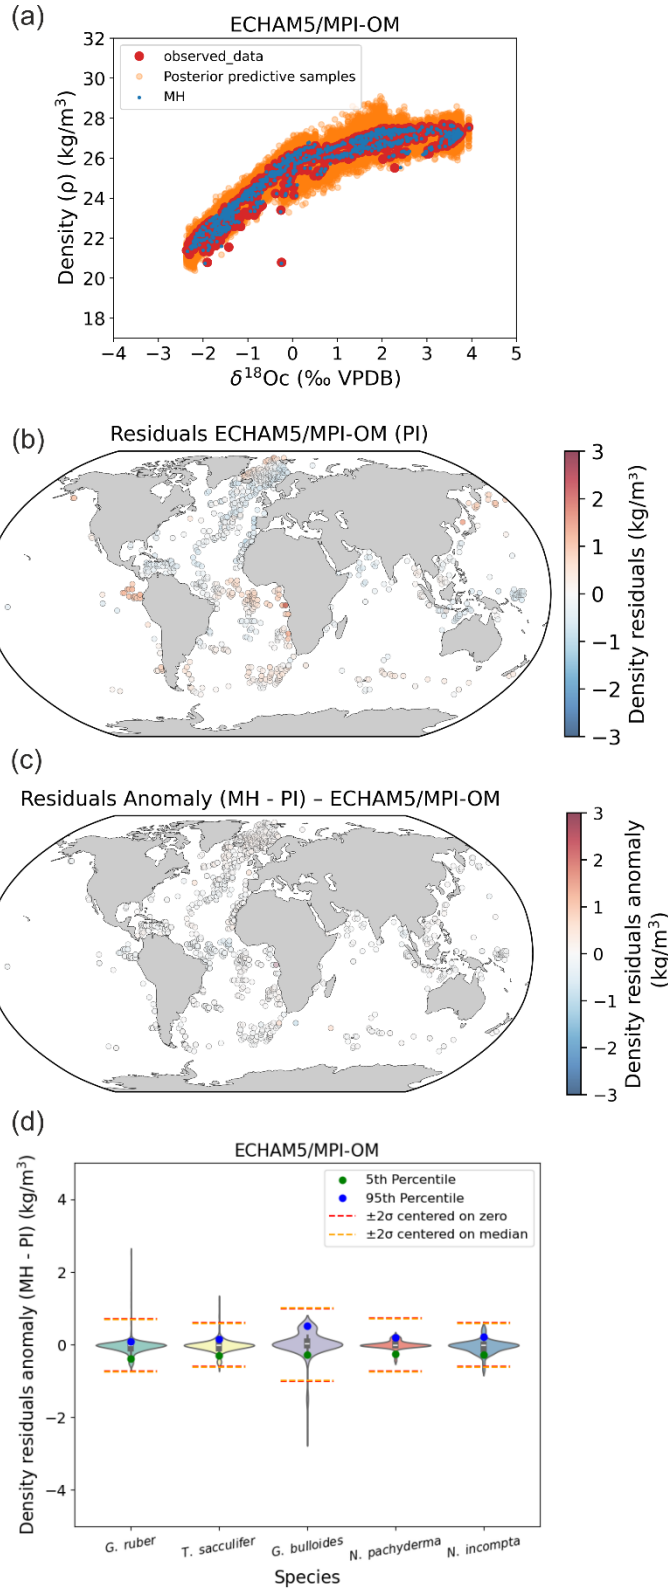 (a)
ECHAM5/MPI-OM
32
30
28
26
24
22
20
18
Density (ρ) (kg/m³)
observed_data
Posterior predictive samples
MH
−4 −3 −2 −1 0 1 2 3 4 5
δ¹⁸Oc (‰ VPDB)
(b)
Residuals ECHAM5/MPI-OM (PI)
3
2
1
0
−1
−2
−3
Density residuals (kg/m³)
(c)
Residuals Anomaly (MH - PI) – ECHAM5/MPI-OM
3
2
1
0
−1
−2
−3
Density residuals anomaly
(kg/m³)
(d)
ECHAM5/MPI-OM
Density residuals anomaly (MH - PI) (kg/m³)
4
2
0
−2
−4
5th Percentile
95th Percentile
±2σ centered on zero
±2σ centered on median
G. ruber
T. sacculifer
G. bulloides
N. pachyderma
N. incompta
Species